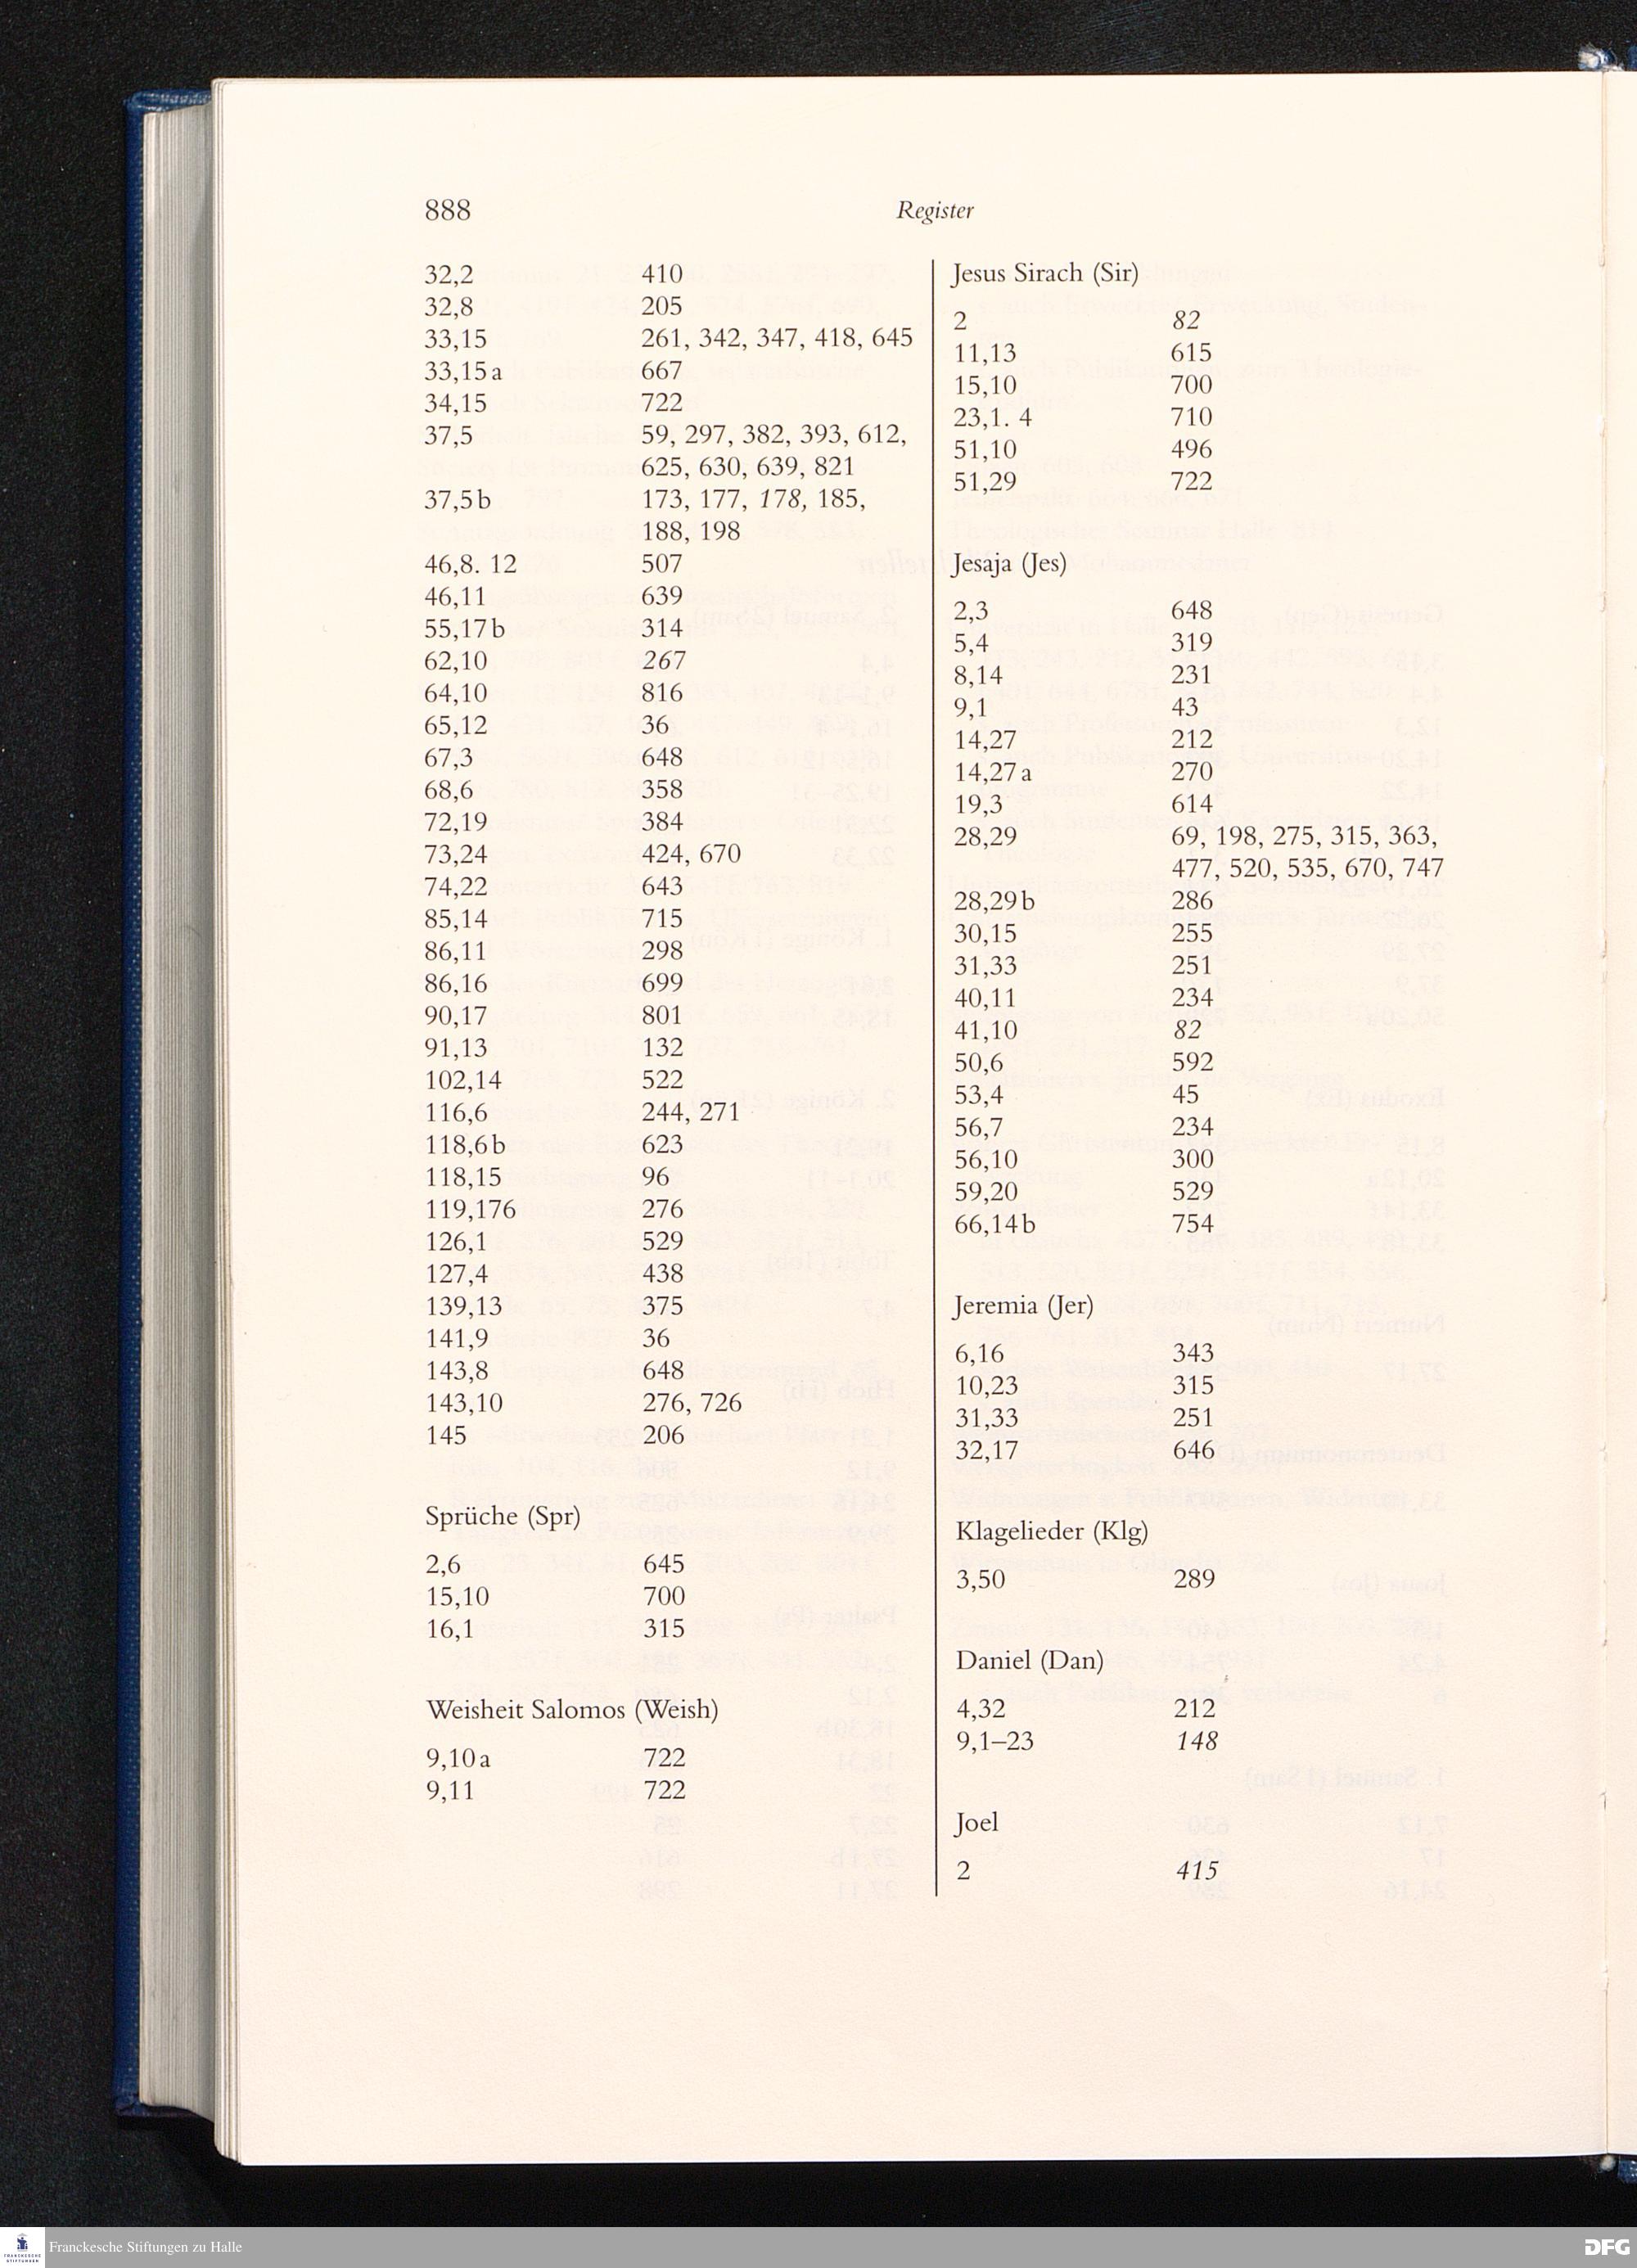 888
Register
32,2 410
32,8 205
33,15 261, 342, 347, 418, 645
33,15 a 667
34,15 722
37,5 59, 297, 382, 393, 612,
625, 630, 639, 821
37,5 b 173, 177, 178, 185,
188, 198
46,8. 12 507
46,11 639
55,17 b 314
62,10 267
64,10 816
65,12 36
67,3 648
68,6 358
72,19 384
73,24 424, 670
74,22 643
85,14 715
86,11 298
86,16 699
90,17 801
91,13 132
102,14 522
116,6 244, 271
118,6 b 623
118,15 96
119,176 276
126,1 529
127,4 438
139,13 375
141,9 36
143,8 648
143,10 276, 726
145 206
Sprüche (Spr)
2,6 645
15,10 700
16,1 315
Weisheit Salomos (Weish)
9,10 a 722
9,11 722
Jesus Sirach (Sir)
2 82
11,13 615
15,10 700
23,1. 4 710
51,10 496
51,29 722
Jesaja (Jes)
2,3 648
5,4 319
8,14 231
9,1 43
14,27 212
14,27 a 270
19,3 614
28,29 69, 198, 275, 315, 363,
477, 520, 535, 670, 747
28,29 b 286
30,15 255
31,33 251
40,11 234
41,10 82
50,6 592
53,4 45
56,7 234
56,10 300
59,20 529
66,14 b 754
Jeremia (Jer)
6,16 343
10,23 315
31,33 251
32,17 646
Klagelieder (Klg)
3,50 289
Daniel (Dan)
4,32 212
9,1–23 148
Joel
2 415
FRANCKESCHE
STIFTUNGEN
Franckesche Stiftungen zu Halle
DFG